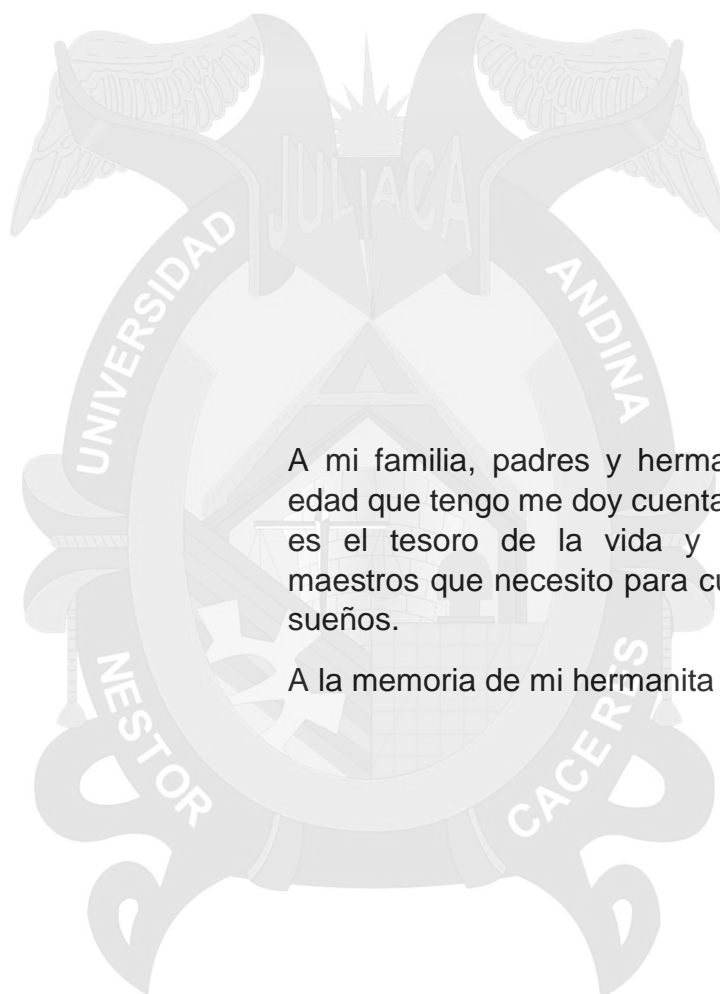 JULIACA
UNIVERSIDAD
ANDINA
A mi familia, padres y herma
edad que tengo me doy cuenta
es el tesoro de la vida y
maestros que necesito para cu
sueños.
A la memoria de mi hermanita
NESTOR
CACERES